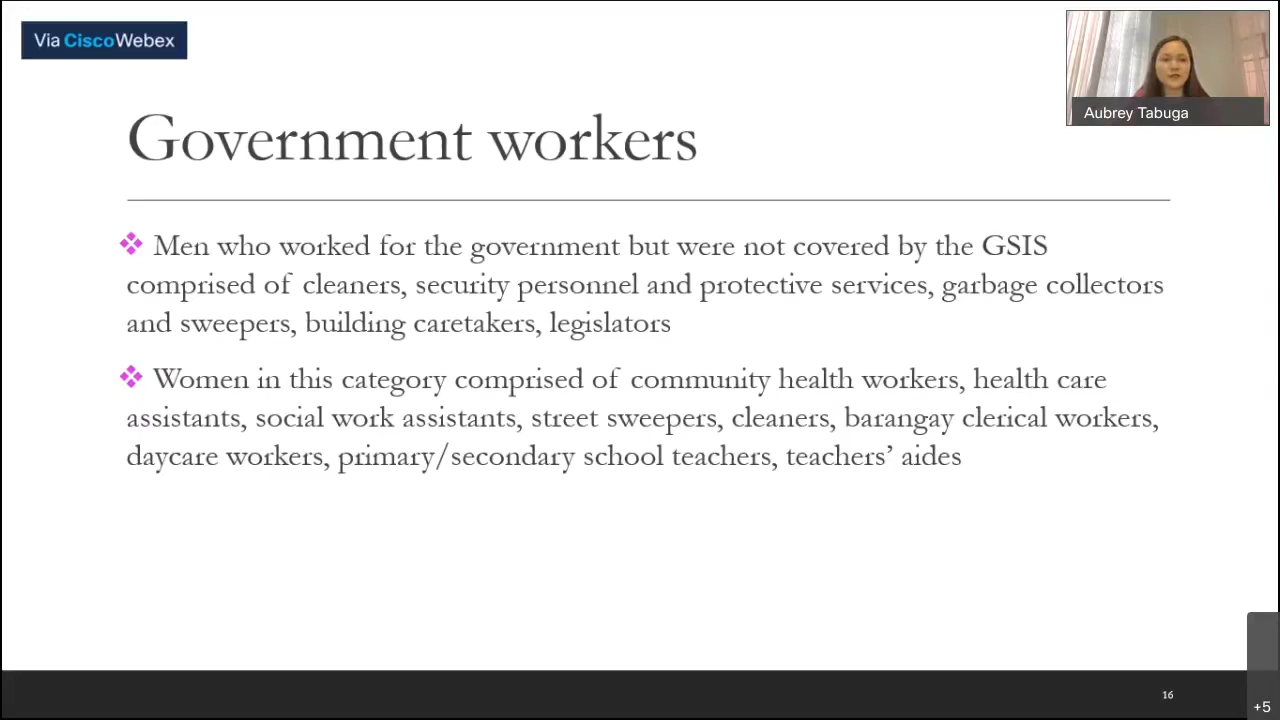 Via CiscoWebex
Aubrey Tabuga
Government workers
Men who worked for the government but were not covered by the GSIS
comprised of cleaners, security personnel and protective services, garbage collectors
and sweepers, building caretakers, legislators
Women in this category comprised of community health workers, health care
assistants, social work assistants, street sweepers, cleaners, barangay clerical workers,
daycare workers, primary/secondary school teachers, teachers’ aides
16
+5